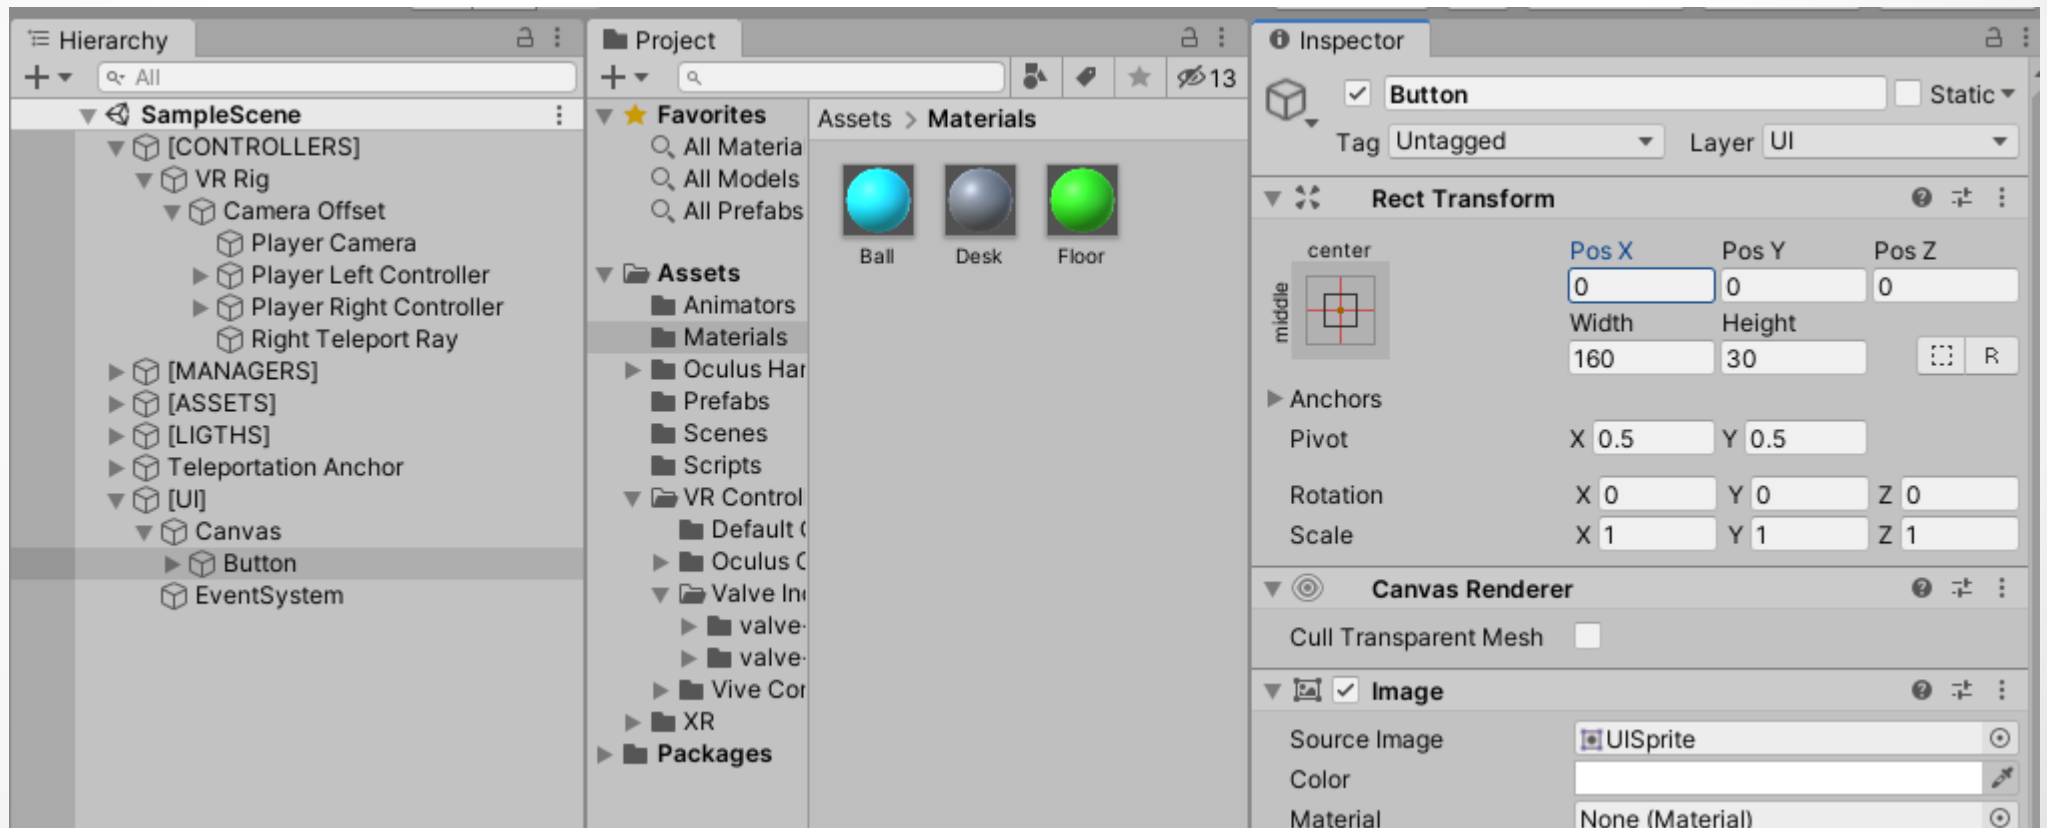 Hierarchy
All
SampleScene
[CONTROLLERS]
VR Rig
Camera Offset
Player Camera
Player Left Controller
Player Right Controller
Right Teleport Ray
[MANAGERS]
[ASSETS]
[LIGTHS]
Teleportation Anchor
[UI]
Canvas
Button
EventSystem
Project
13
Favorites
All Materia
All Models
All Prefabs
Assets
Animators
Materials
Oculus Har
Prefabs
Scenes
Scripts
VR Control
Default
Oculus
Valve In
valve-
valve-
Vive Cor
XR
Packages
Assets > Materials
Ball Desk Floor
Inspector
Button Static
Tag Untagged Layer UI
Rect Transform
center Pos X Pos Y Pos Z
middle 0 0 0
Width Height
160 30 R
Anchors
Pivot X 0.5 Y 0.5
Rotation X 0 Y 0 Z 0
Scale X 1 Y 1 Z 1
Canvas Renderer
Cull Transparent Mesh
Image
Source Image UISprite
Color
Material None (Material)